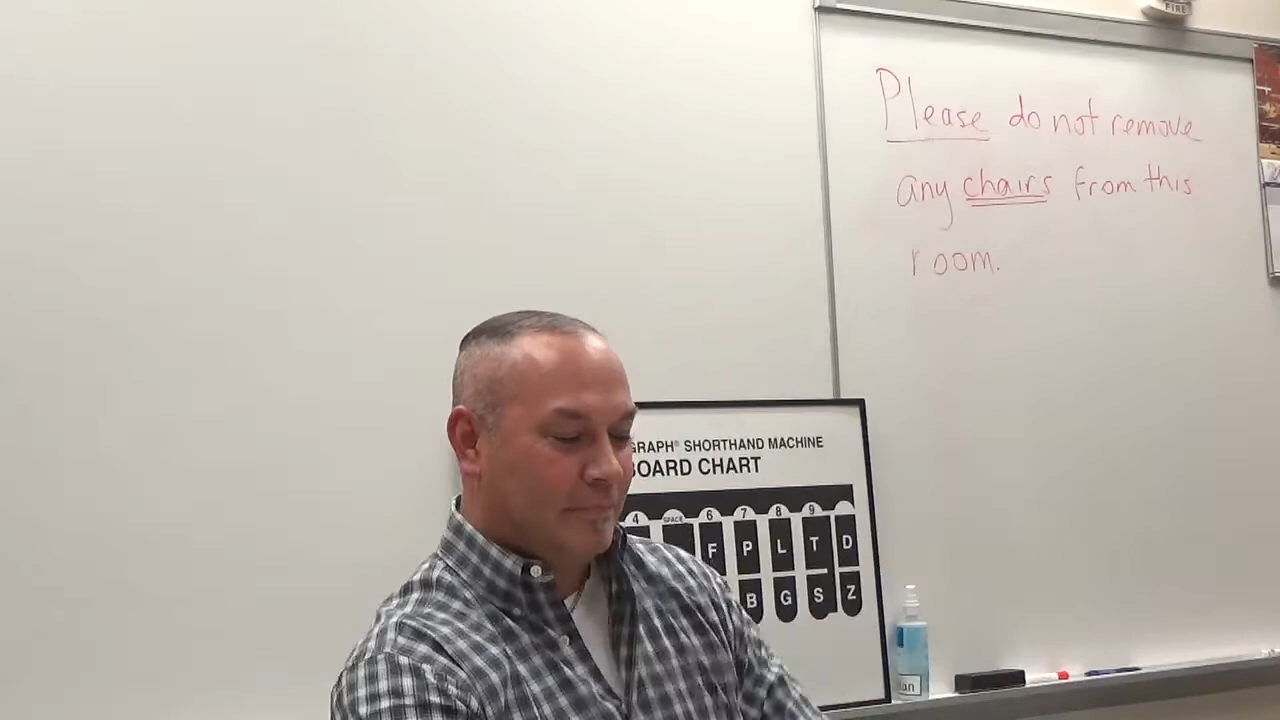 FIRE
Please do not remove
any chairs from this
room.
GRAPH® SHORTHAND MACHINE
BOARD CHART
4 SPACE 6 7 8 9
F P L T D
B G S Z